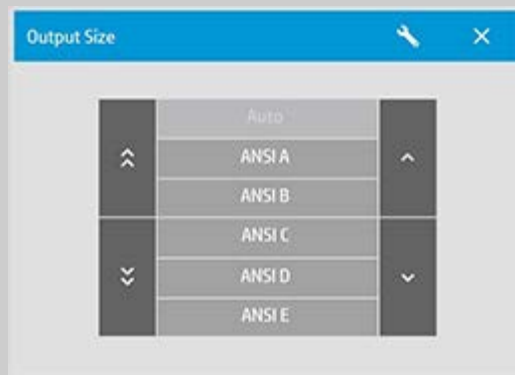 Output Size
Auto
ANSI A
ANSI B
ANSI C
ANSI D
ANSI E